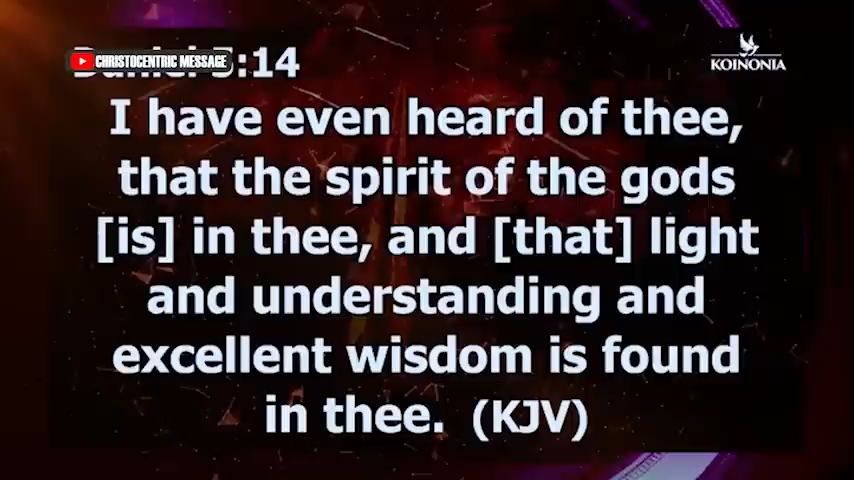 CHRISTOCENTRIC MESSAGE
5:14
KOINONIA
I have even heard of thee,
that the spirit of the gods
[is] in thee, and [that] light
and understanding and
excellent wisdom is found
in thee. (KJV)